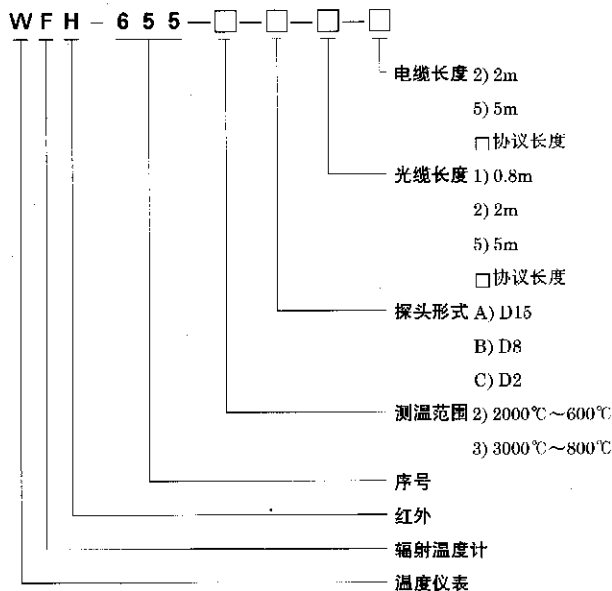 WFH-655-□-□-□-□
电缆长度 2) 2m
5) 5m
□协议长度
光缆长度 1) 0.8m
2) 2m
5) 5m
□协议长度
探头形式 A) D15
B) D8
C) D2
测温范围 2) 2000℃～600℃
3) 3000℃～800℃
序号
红外
辐射温度计
温度仪表